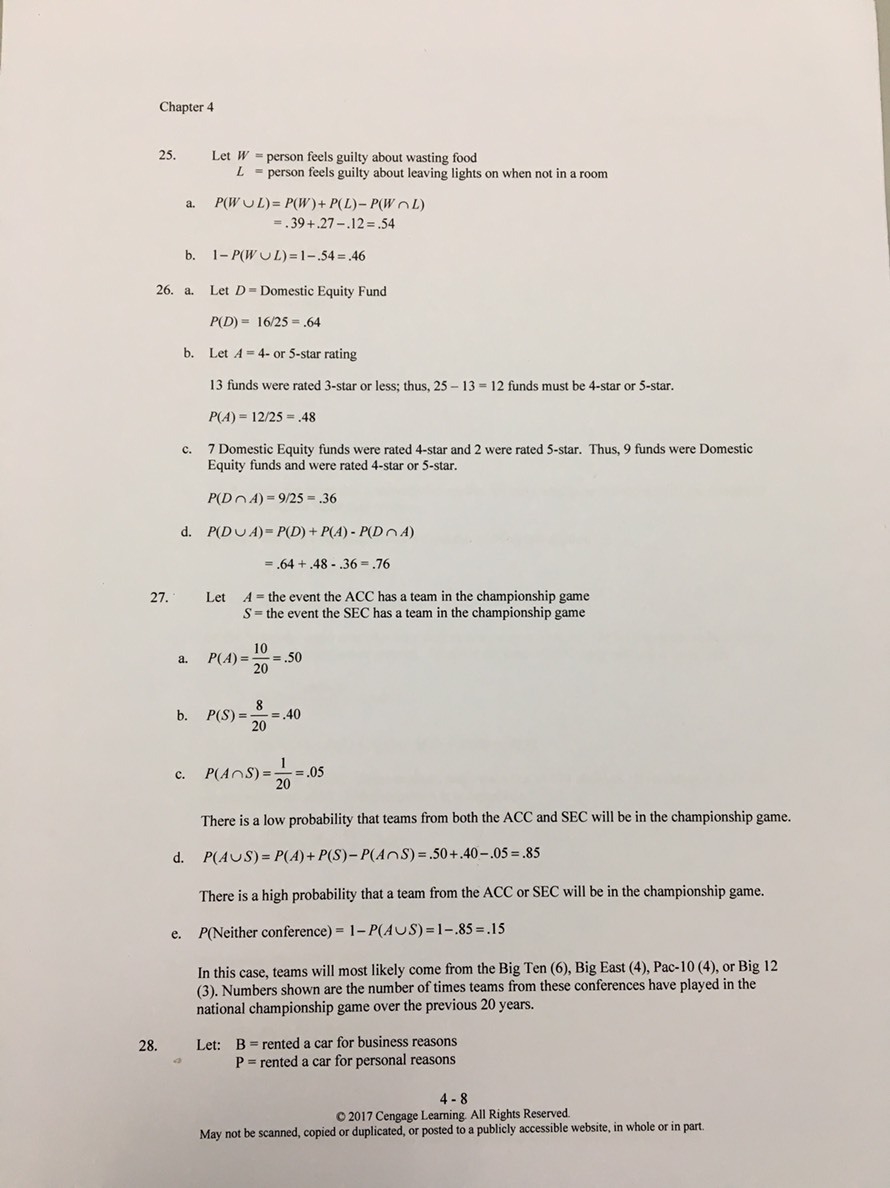 Chapter 4
25. Let W = person feels guilty about wasting food
L = person feels guilty about leaving lights on when not in a room
a. P(W ∪ L) = P(W) + P(L) – P(W ∩ L)
= .39 + .27 – .12 = .54
b. 1 – P(W ∪ L) = 1 – .54 = .46
26. a. Let D = Domestic Equity Fund
P(D) = 16/25 = .64
b. Let A = 4- or 5-star rating
13 funds were rated 3-star or less; thus, 25 – 13 = 12 funds must be 4-star or 5-star.
P(A) = 12/25 = .48
c. 7 Domestic Equity funds were rated 4-star and 2 were rated 5-star. Thus, 9 funds were Domestic
Equity funds and were rated 4-star or 5-star.
P(D ∩ A) = 9/25 = .36
d. P(D ∪ A) = P(D) + P(A) - P(D ∩ A)
= .64 + .48 - .36 = .76
27. Let A = the event the ACC has a team in the championship game
S = the event the SEC has a team in the championship game
a. P(A) = 10/20 = .50
b. P(S) = 8/20 = .40
c. P(A ∩ S) = 1/20 = .05
There is a low probability that teams from both the ACC and SEC will be in the championship game.
d. P(A ∪ S) = P(A) + P(S) – P(A ∩ S) = .50 + .40 – .05 = .85
There is a high probability that a team from the ACC or SEC will be in the championship game.
e. P(Neither conference) = 1 – P(A ∪ S) = 1 – .85 = .15
In this case, teams will most likely come from the Big Ten (6), Big East (4), Pac-10 (4), or Big 12
(3). Numbers shown are the number of times teams from these conferences have played in the
national championship game over the previous 20 years.
28. Let: B = rented a car for business reasons
P = rented a car for personal reasons
4 - 8
© 2017 Cengage Learning. All Rights Reserved.
May not be scanned, copied or duplicated, or posted to a publicly accessible website, in whole or in part.